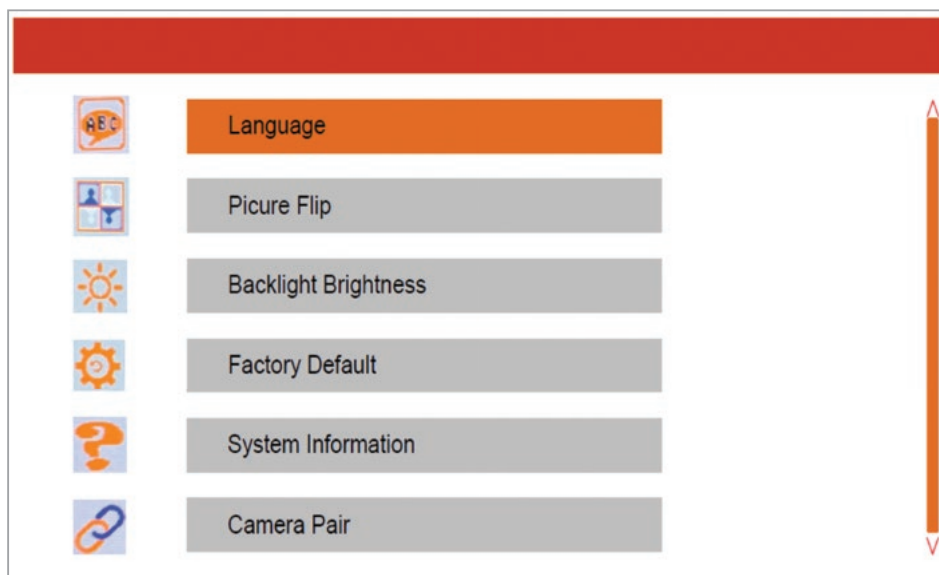 ABC
Language
Picure Flip
Backlight Brightness
Factory Default
System Information
Camera Pair